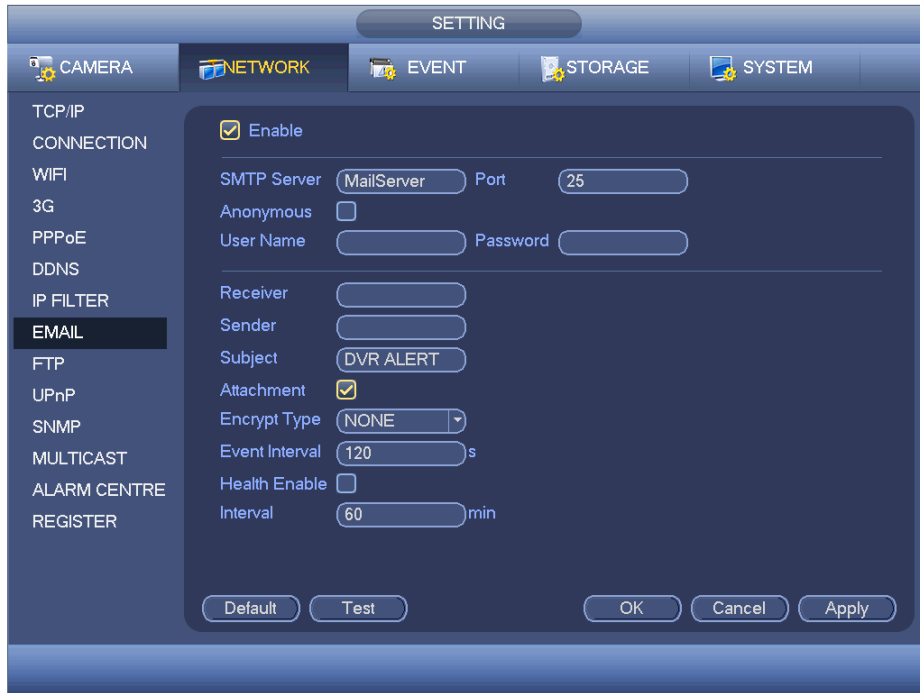 SETTING
CAMERA NETWORK EVENT STORAGE SYSTEM
TCP/IP
CONNECTION
WIFI
3G
PPPoE
DDNS
IP FILTER
EMAIL
FTP
UPnP
SNMP
MULTICAST
ALARM CENTRE
REGISTER
Enable
SMTP Server MailServer Port 25
Anonymous
User Name Password
Receiver
Sender
Subject DVR ALERT
Attachment
Encrypt Type NONE
Event Interval 120 s
Health Enable
Interval 60 min
Default Test OK Cancel Apply